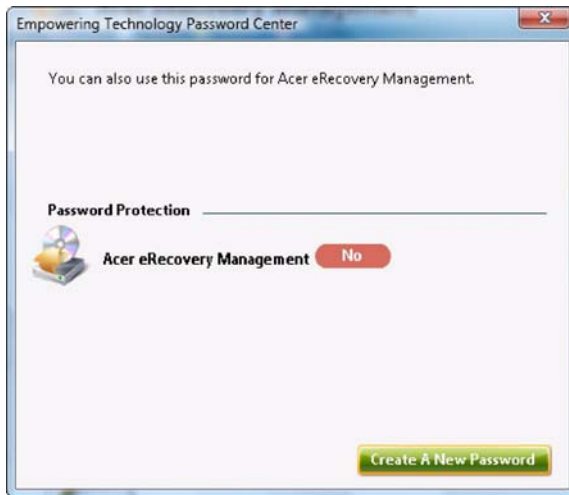 Empowering Technology Password Center
You can also use this password for Acer eRecovery Management.
Password Protection
Acer eRecovery Management No
Create A New Password